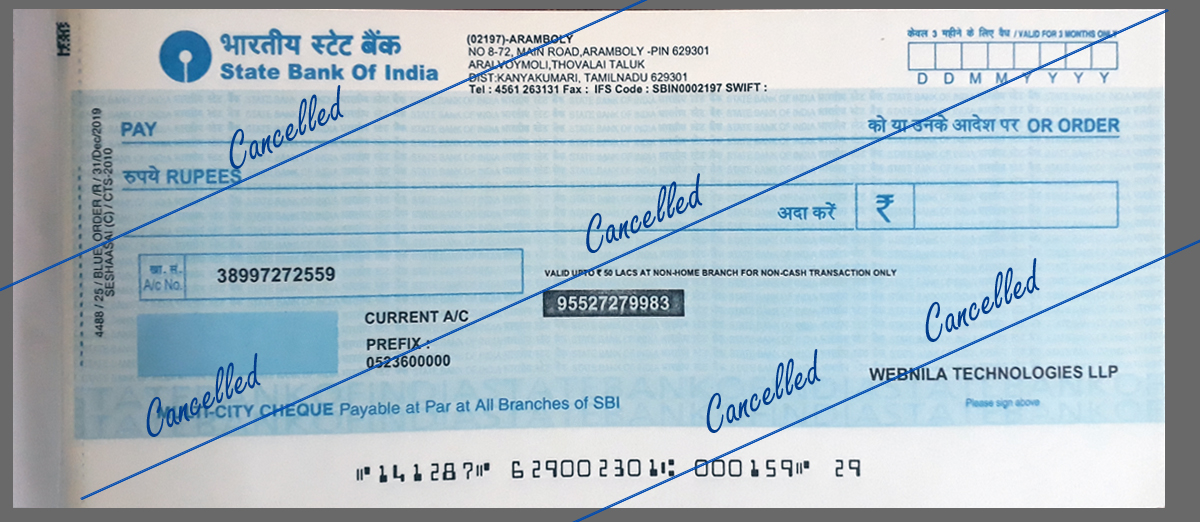 भारतीय स्टेट बैंक
State Bank Of India
(02197)-ARAMBOLY
NO 8-72, MAIN ROAD,ARAMBOLY -PIN 629301
ARALVOYMOLI,THOVALAI TALUK
DIST:KANYAKUMARI, TAMILNADU 629301
Tel : 4561 263131 Fax : IFS Code : SBIN0002197 SWIFT :
केवल 3 महीने के लिए वैध / VALID FOR 3 MONTHS ONLY
D D M M Y Y Y Y
Cancelled
PAY
को या उनके आदेश पर OR ORDER
रुपये RUPEES
Cancelled
अदा करें ₹
4488 / 25 / BLUE_ORDER /R / 31/Dec/2019
SESHAASAI (C) / CTS-2010
खा. सं.
A/c No.
38997272559
VALID UPTO ₹ 50 LACS AT NON-HOME BRANCH FOR NON-CASH TRANSACTION ONLY
95527279983
CURRENT A/C
PREFIX :
0523600000
Cancelled
Cancelled
Cancelled
WEBNILA TECHNOLOGIES LLP
Please sign above
MULTI-CITY CHEQUE Payable at Par at All Branches of SBI
⑈141287⑈ 629002301⑆ 000159⑈ 29